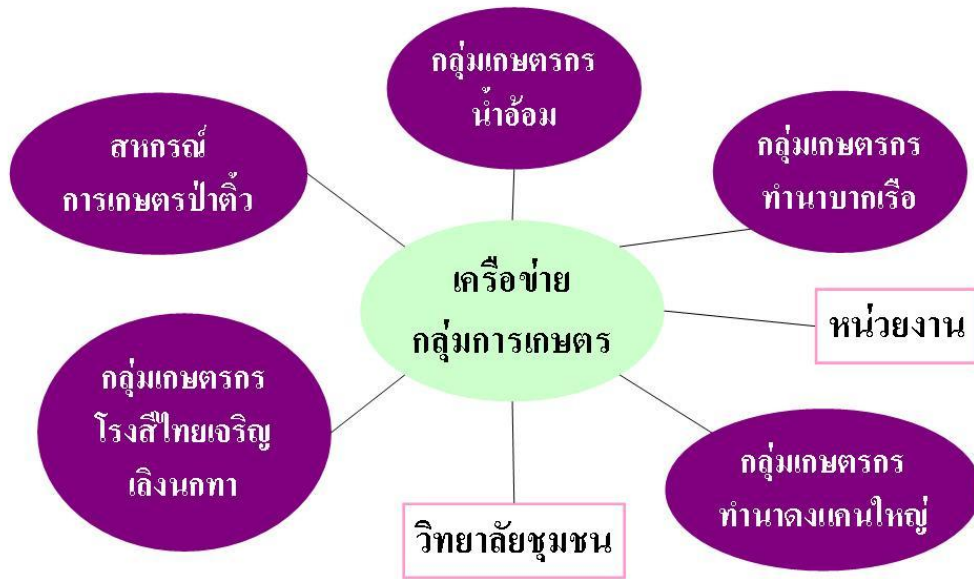 กลุ่มเกษตรกร
น้ำอ้อม
สหกรณ์
การเกษตรป่าติ้ว
กลุ่มเกษตรกร
ทำนาบากเรือ
เครือข่าย
กลุ่มการเกษตร
หน่วยงาน
กลุ่มเกษตรกร
โรงสีไทยเจริญ
เลิงนกทา
กลุ่มเกษตรกร
ทำนาดงแคนใหญ่
วิทยาลัยชุมชน